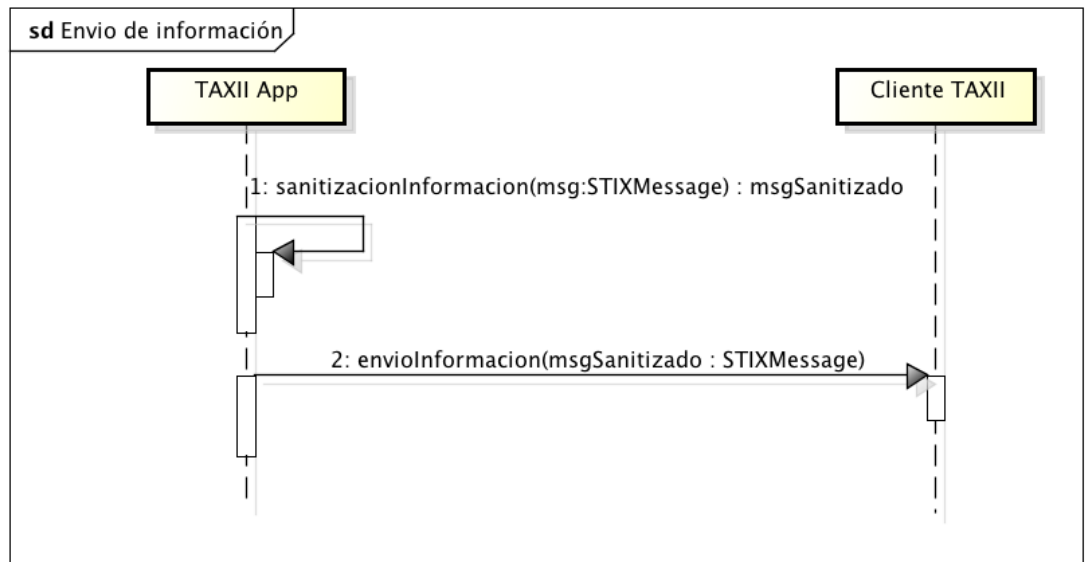 sd Envio de información
TAXII App
Cliente TAXII
1: sanitizacionInformacion(msg:STIXMessage) : msgSanitizado
2: envioInformacion(msgSanitizado : STIXMessage)